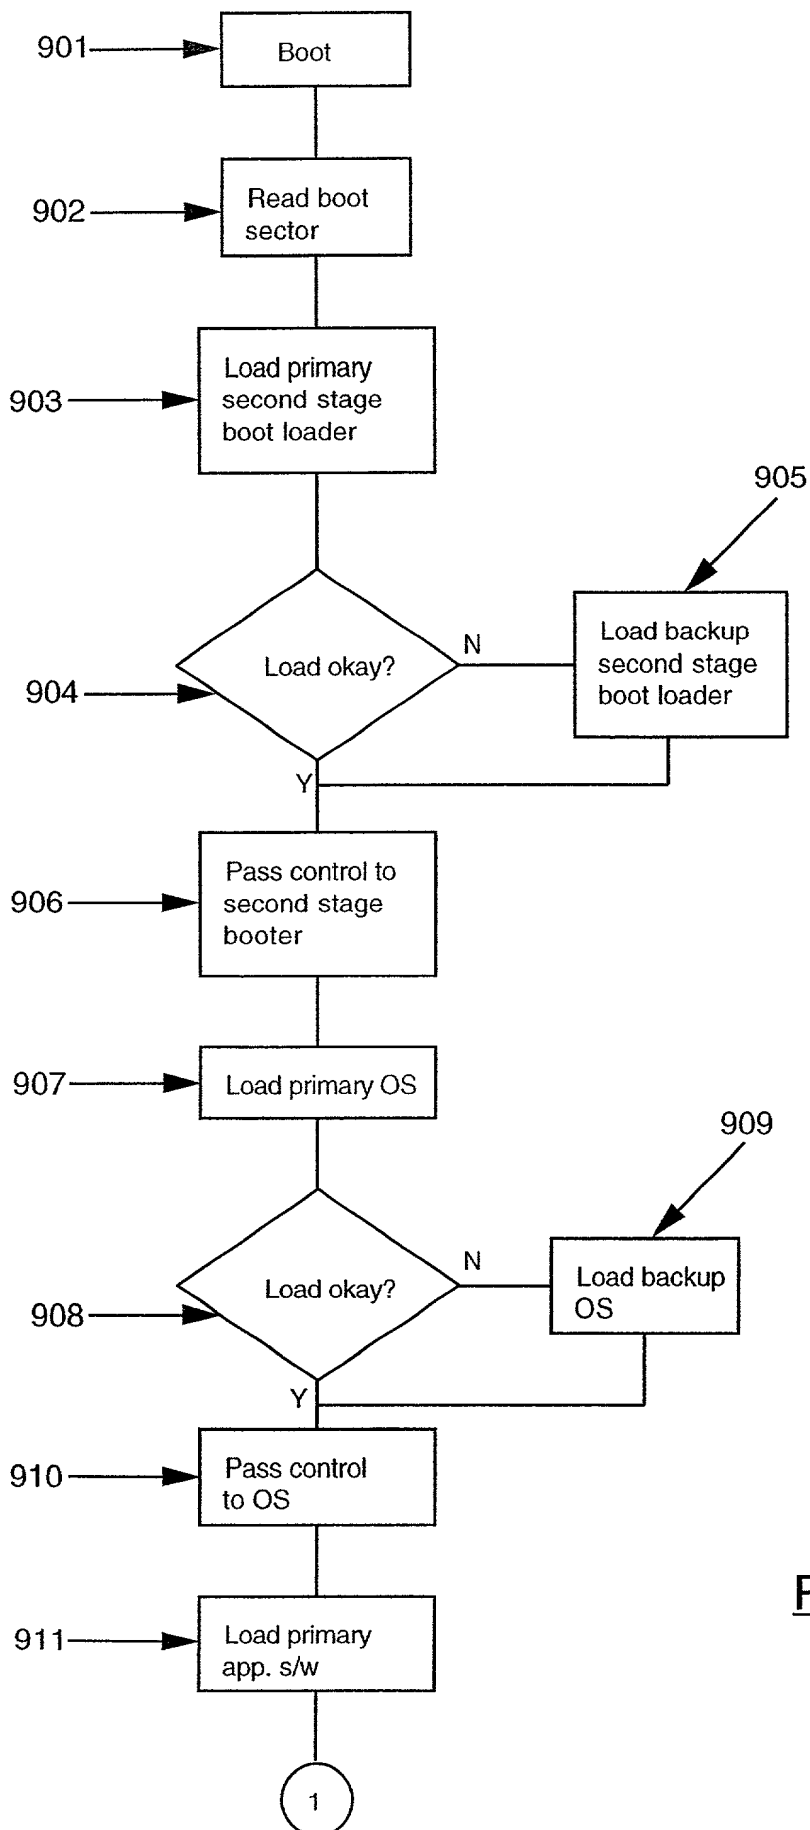 901
Boot
902
Read boot
sector
903
Load primary
second stage
boot loader
905
904
Load okay?
N
Load backup
second stage
boot loader
Y
906
Pass control to
second stage
booter
907
Load primary OS
909
908
Load okay?
N
Load backup
OS
Y
910
Pass control
to OS
911
Load primary
app. s/w
1